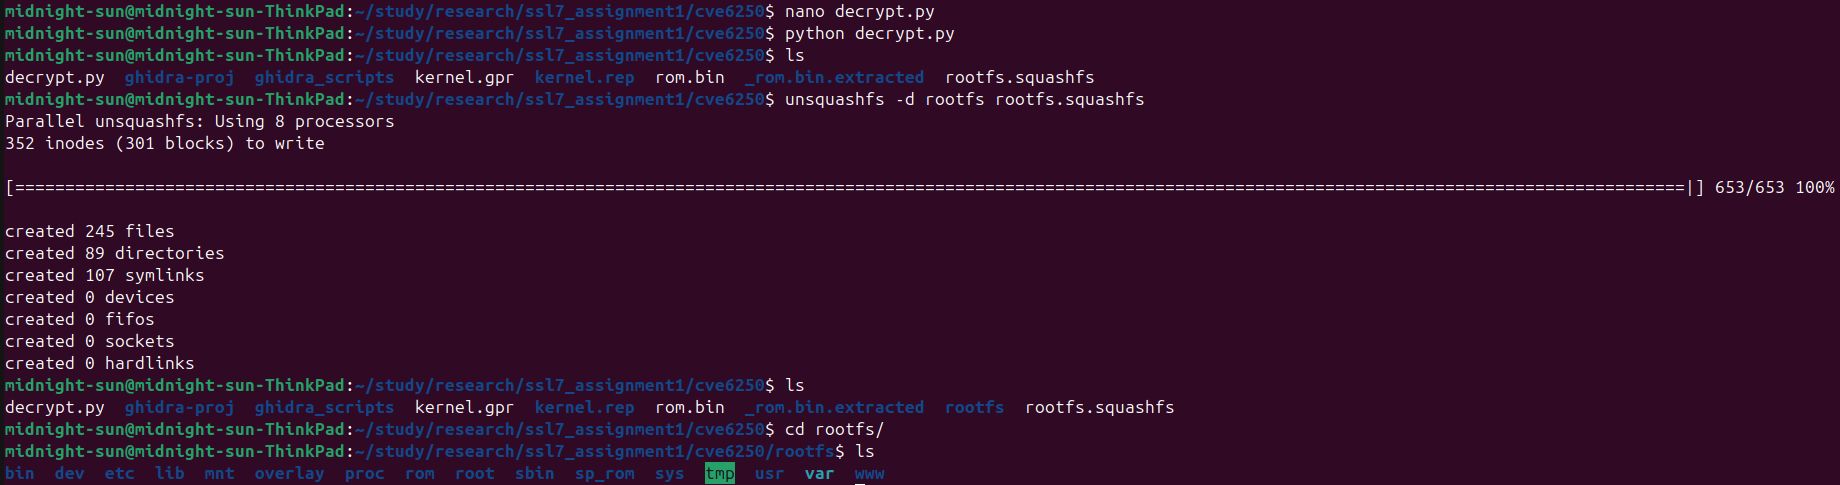 midnight-sun@midnight-sun-ThinkPad:~/study/research/ssl7_assignment1/cve6250$ nano decrypt.py
midnight-sun@midnight-sun-ThinkPad:~/study/research/ssl7_assignment1/cve6250$ python decrypt.py
midnight-sun@midnight-sun-ThinkPad:~/study/research/ssl7_assignment1/cve6250$ ls
decrypt.py  ghidra-proj  ghidra_scripts  kernel.gpr  kernel.rep  rom.bin  _rom.bin.extracted  rootfs.squashfs
midnight-sun@midnight-sun-ThinkPad:~/study/research/ssl7_assignment1/cve6250$ unsquashfs -d rootfs rootfs.squashfs
Parallel unsquashfs: Using 8 processors
352 inodes (301 blocks) to write
[=======================================================================================================================================================================|] 653/653 100%
created 245 files
created 89 directories
created 107 symlinks
created 0 devices
created 0 fifos
created 0 sockets
created 0 hardlinks
midnight-sun@midnight-sun-ThinkPad:~/study/research/ssl7_assignment1/cve6250$ ls
decrypt.py  ghidra-proj  ghidra_scripts  kernel.gpr  kernel.rep  rom.bin  _rom.bin.extracted  rootfs  rootfs.squashfs
midnight-sun@midnight-sun-ThinkPad:~/study/research/ssl7_assignment1/cve6250$ cd rootfs/
midnight-sun@midnight-sun-ThinkPad:~/study/research/ssl7_assignment1/cve6250/rootfs$ ls
bin  dev  etc  lib  mnt  overlay  proc  rom  root  sbin  sp_rom  sys  tmp  usr  var  www